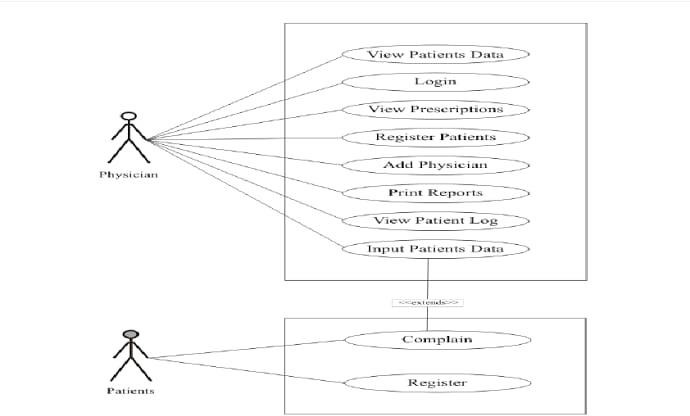 View Patients Data
Login
View Prescriptions
Register Patients
Add Physician
Physician
Print Reports
View Patient Log
Input Patients Data
<<extends>>
Complain
Register
Patients